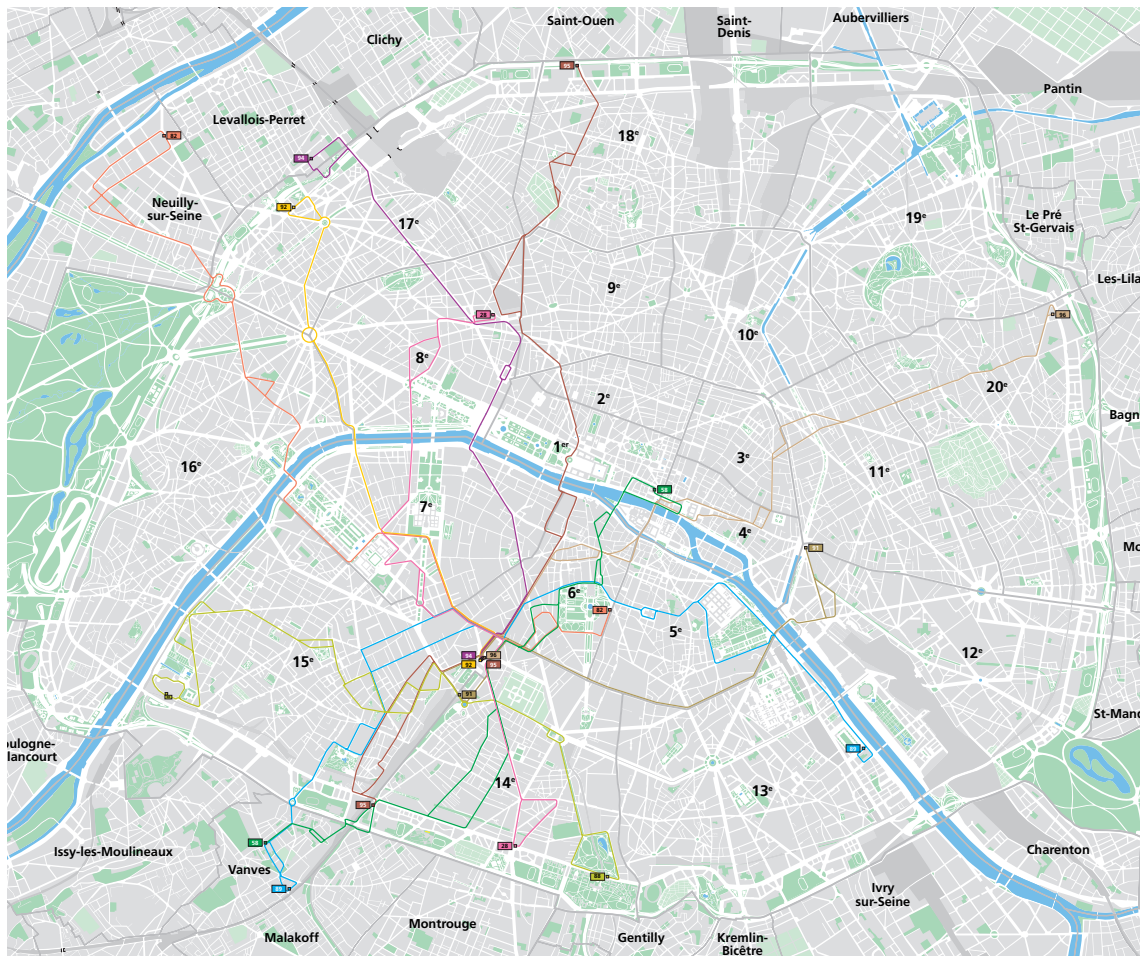 Saint-Ouen
Saint-
Denis
Aubervilliers
Clichy
95
Pantin
Levallois-Perret
82
18e
94
Neuilly-
sur-Seine
92
17e
19e
Le Pré
St-Gervais
9e
Les-Lila
28
96
10e
8e
20e
2e
Bagn
1er
3e
16e
11e
58
7e
4e
91
Mo
6e
82
5e
12e
15e
94
96
92
95
91
St-Mand
oulogne-
lancourt
89
14e
13e
95
58
28
Issy-les-Moulineaux
Vanves
Charenton
88
89
Ivry
sur-Seine
Montrouge
Malakoff
Gentilly
Kremlin-
Bicêtre